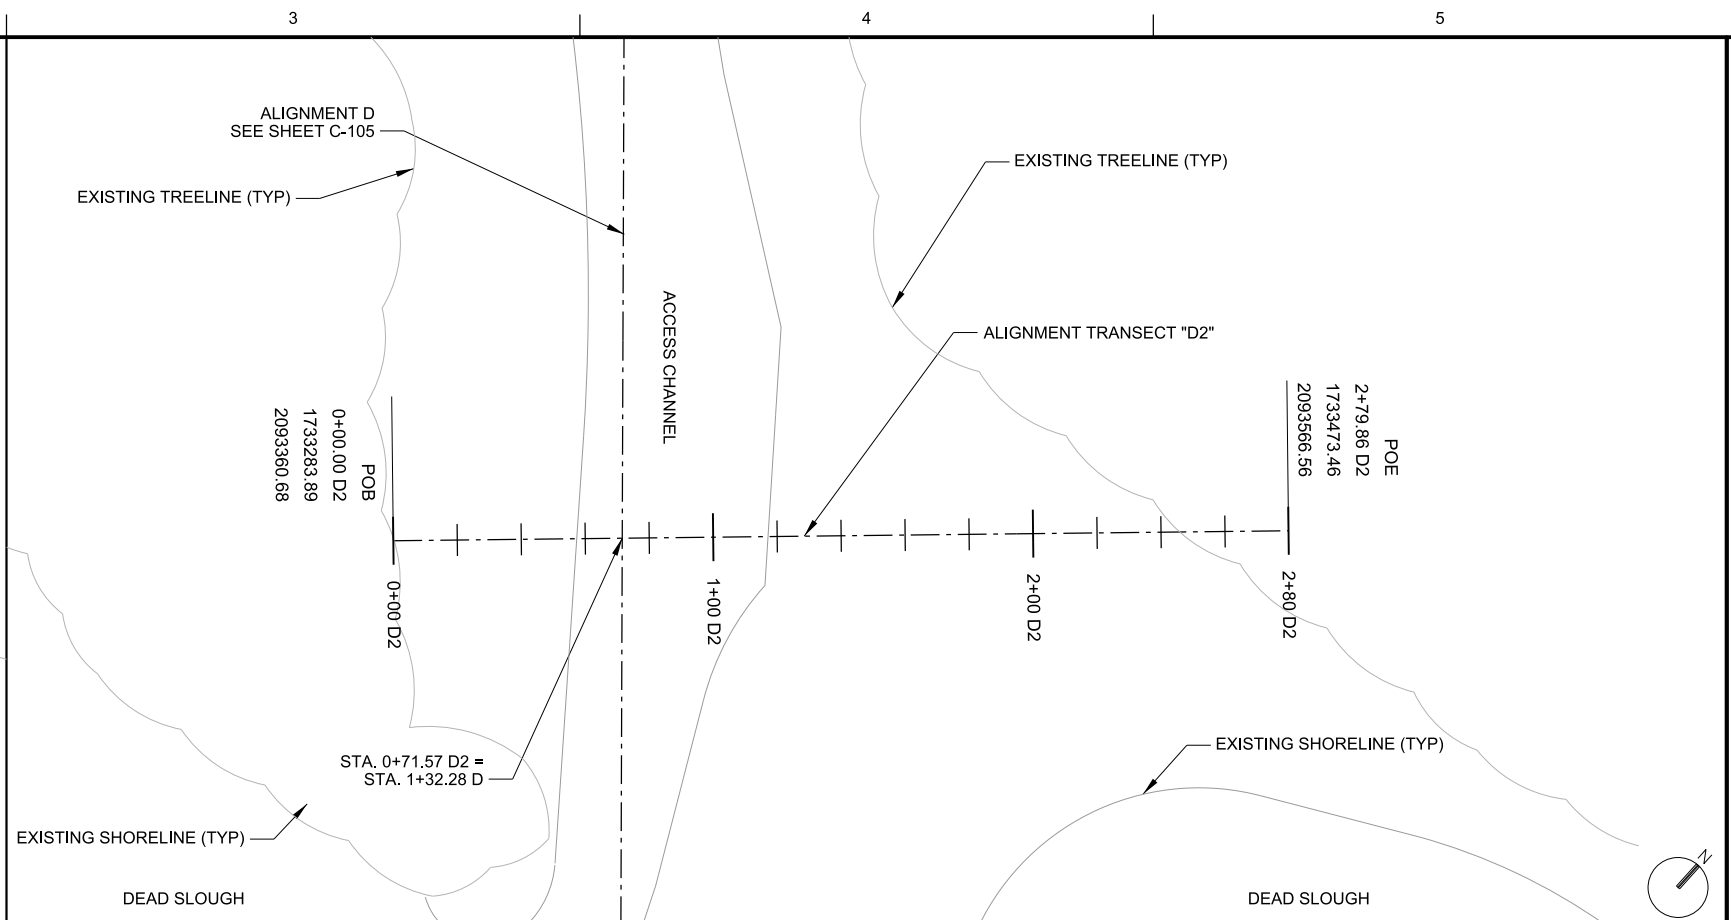 3
4
5
ALIGNMENT D
SEE SHEET C-105
EXISTING TREELINE (TYP)
EXISTING TREELINE (TYP)
ACCESS CHANNEL
ALIGNMENT TRANSECT "D2"
POB
0+00.00 D2
1733283.89
2093360.68
POE
2+79.86 D2
1733473.46
2093566.56
0+00 D2
1+00 D2
2+00 D2
2+80 D2
STA. 0+71.57 D2 =
STA. 1+32.28 D
EXISTING SHORELINE (TYP)
EXISTING SHORELINE (TYP)
DEAD SLOUGH
DEAD SLOUGH
N